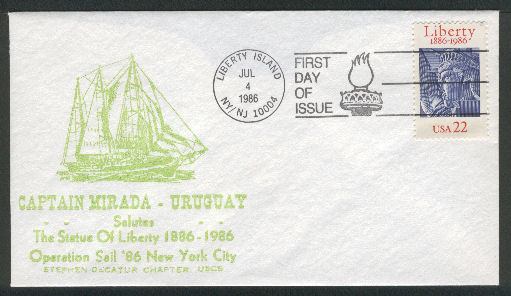 LIBERTY ISLAND
JUL
4
1986
NY/NJ 10004
FIRST
DAY
OF
ISSUE
Liberty
1886-1986
USA 22
CAPTAIN MIRADA - URUGUAY
- - Salutes - -
The Statue Of Liberty 1886-1986
Operation Sail '86 New York City
STEPHEN DECATUR CHAPTER, USCS